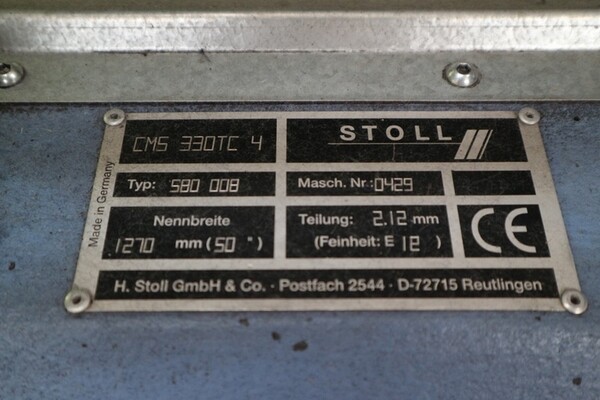 CMS 330TC 4
STOLL
Typ: 580 008
Masch. Nr.: 0429
Made in Germany
Nennbreite
1270 mm (50 ")
Teilung: 2.12 mm
(Feinheit: E 12 )
CE
H. Stoll GmbH & Co. · Postfach 2544 · D-72715 Reutlingen